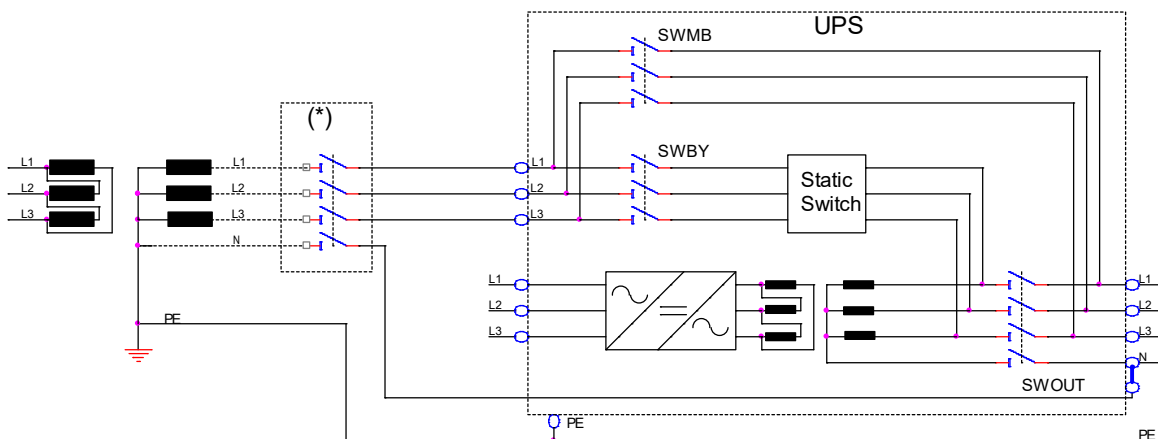 UPS
SWMB
(*)
L1
L1
L1
SWBY
L2
L2
L2
Static
Switch
L3
L3
L3
N
L1
L1
L2
L2
PE
L3
L3
N
SWOUT
PE
PE